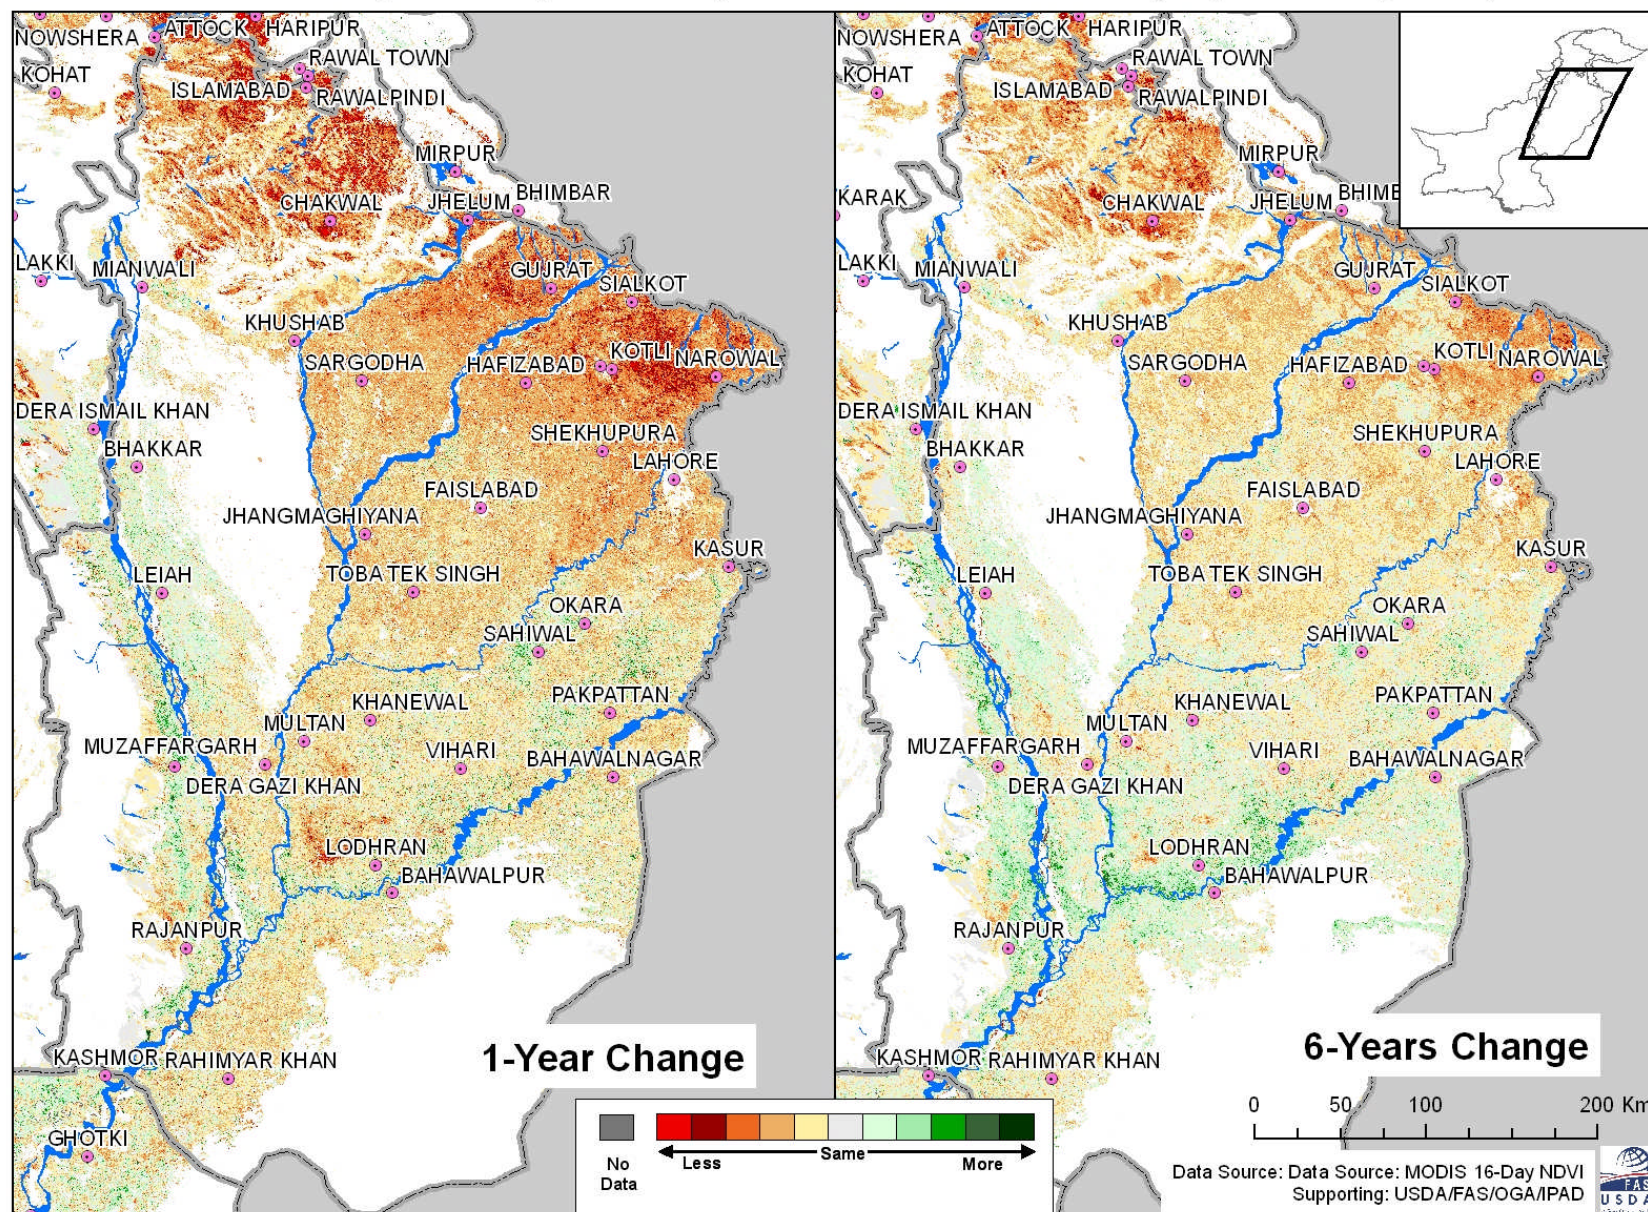 NOWSHERA
ATTOCK
HARIPUR
KOHAT
RAWAL TOWN
ISLAMABAD
RAWALPINDI
MIRPUR
BHIMBAR
CHAKWAL
JHELUM
LAKKI
MIANWALI
GUJRAT
SIALKOT
KHUSHAB
SARGODHA
HAFIZABAD
KOTLI
NAROWAL
DERA ISMAIL KHAN
BHAKKAR
SHEKHUPURA
LAHORE
FAISLABAD
JHANGMAGHIYANA
KASUR
LEIAH
TOBA TEK SINGH
OKARA
SAHIWAL
PAKPATTAN
KHANEWAL
MULTAN
MUZAFFARGARH
VIHARI
BAHAWALNAGAR
DERA GAZI KHAN
LODHRAN
BAHAWALPUR
RAJANPUR
KASHMOR
RAHIMYAR KHAN
GHOTKI
1-Year Change
NOWSHERA
ATTOCK
HARIPUR
KOHAT
RAWAL TOWN
ISLAMABAD
RAWALPINDI
MIRPUR
KARAK
BHIMB
CHAKWAL
JHELUM
LAKKI
MIANWALI
GUJRAT
SIALKOT
KHUSHAB
SARGODHA
HAFIZABAD
KOTLI
NAROWAL
DERA ISMAIL KHAN
BHAKKAR
SHEKHUPURA
LAHORE
FAISLABAD
JHANGMAGHIYANA
KASUR
LEIAH
TOBA TEK SINGH
OKARA
SAHIWAL
PAKPATTAN
KHANEWAL
MULTAN
MUZAFFARGARH
VIHARI
BAHAWALNAGAR
DERA GAZI KHAN
LODHRAN
BAHAWALPUR
RAJANPUR
KASHMOR
RAHIMYAR KHAN
6-Years Change
No
Data
Less
Same
More
0 50 100 200 Km
Data Source: Data Source: MODIS 16-Day NDVI
Supporting: USDA/FAS/OGA/IPAD
FAS
USDA